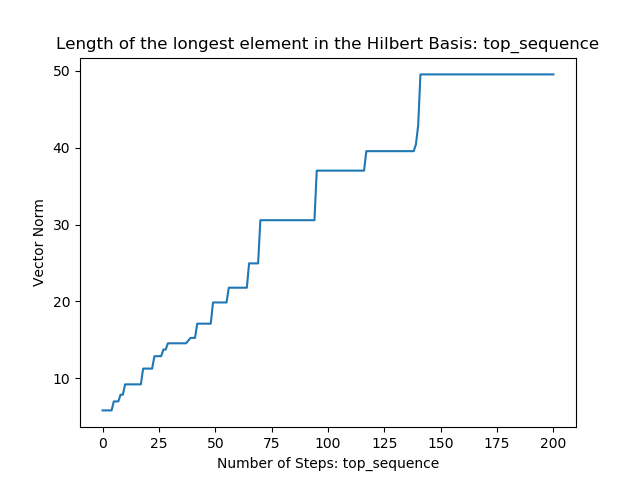 Length of the longest element in the Hilbert Basis: top_sequence
50
40
30
20
10
Vector Norm
0 25 50 75 100 125 150 175 200
Number of Steps: top_sequence